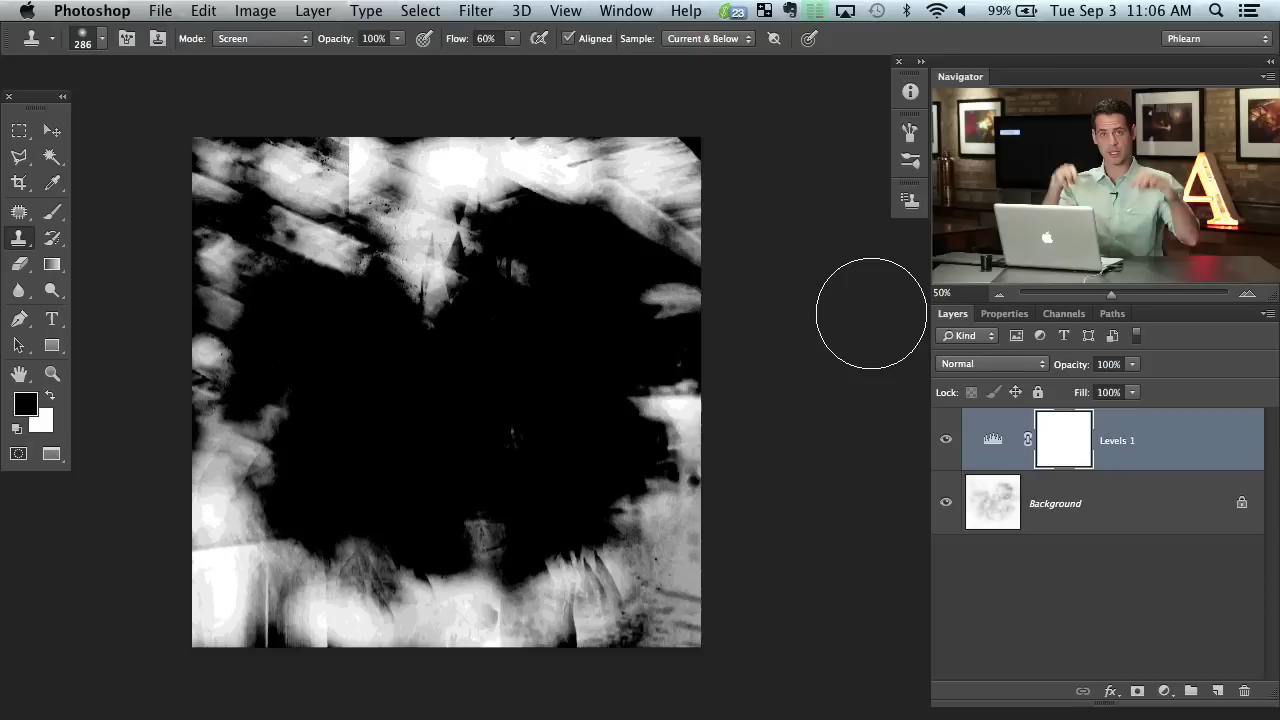 Photoshop File Edit Image Layer Type Select Filter 3D View Window Help 23 99% Tue Sep 3 11:06 AM
286 Mode: Screen Opacity: 100% Flow: 60% Aligned Sample: Current & Below Phlearn
Navigator
A
50%
Layers Properties Channels Paths
Kind T
Normal Opacity: 100%
Lock: Fill: 100%
Levels 1
Background
fx